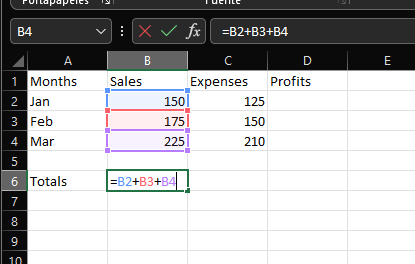 Portapapeles Fuente
B4 fx =B2+B3+B4
A B C D E
1 Months Sales Expenses Profits
2 Jan 150 125
3 Feb 175 150
4 Mar 225 210
5
6 Totals =B2+B3+B4
7
8
9
10